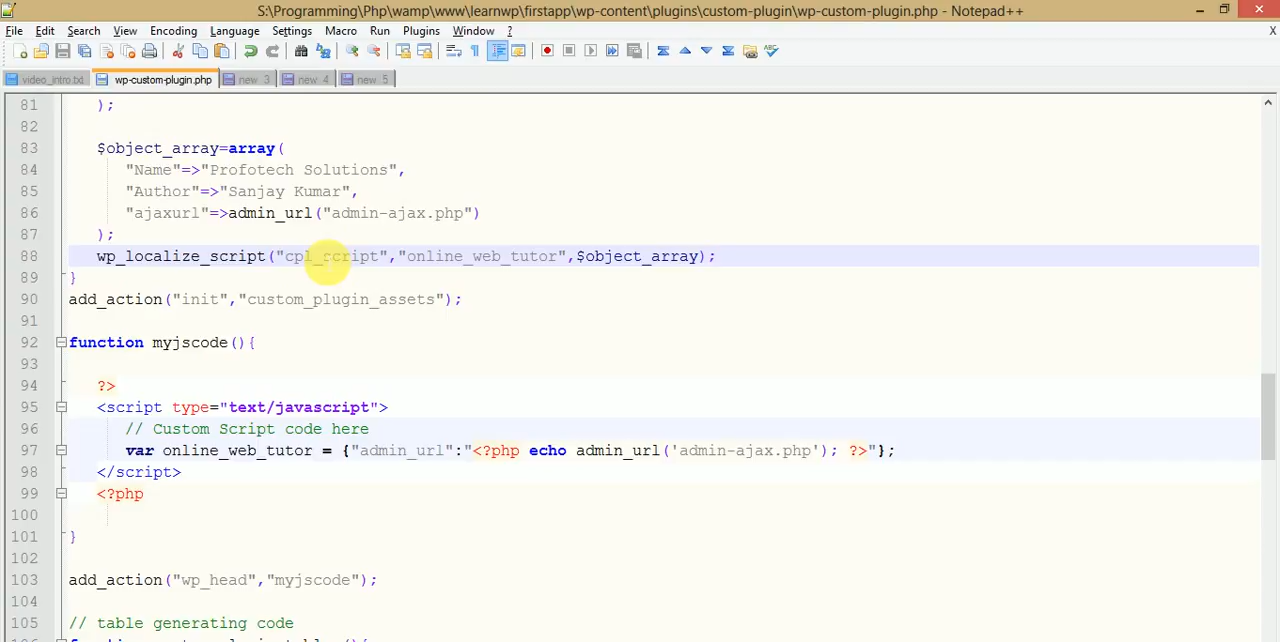 S:\Programming\Php\wamp\www\learnwp\firstapp\wp-content\plugins\custom-plugin\wp-custom-plugin.php - Notepad++
File Edit Search View Encoding Language Settings Macro Run Plugins Window ? X
video_intro.txt wp-custom-plugin.php new 3 new 4 new 5
81 );
82
83 $object_array=array(
84 "Name"=>"Profotech Solutions",
85 "Author"=>"Sanjay Kumar",
86 "ajaxurl"=>admin_url("admin-ajax.php")
87 );
88 wp_localize_script("cpl_script","online_web_tutor",$object_array);
89 }
90 add_action("init","custom_plugin_assets");
91
92 function myjscode(){
93
94 ?>
95 <script type="text/javascript">
96 // Custom Script code here
97 var online_web_tutor = {"admin_url":"<?php echo admin_url('admin-ajax.php'); ?>"};
98 </script>
99 <?php
100
101 }
102
103 add_action("wp_head","myjscode");
104
105 // table generating code